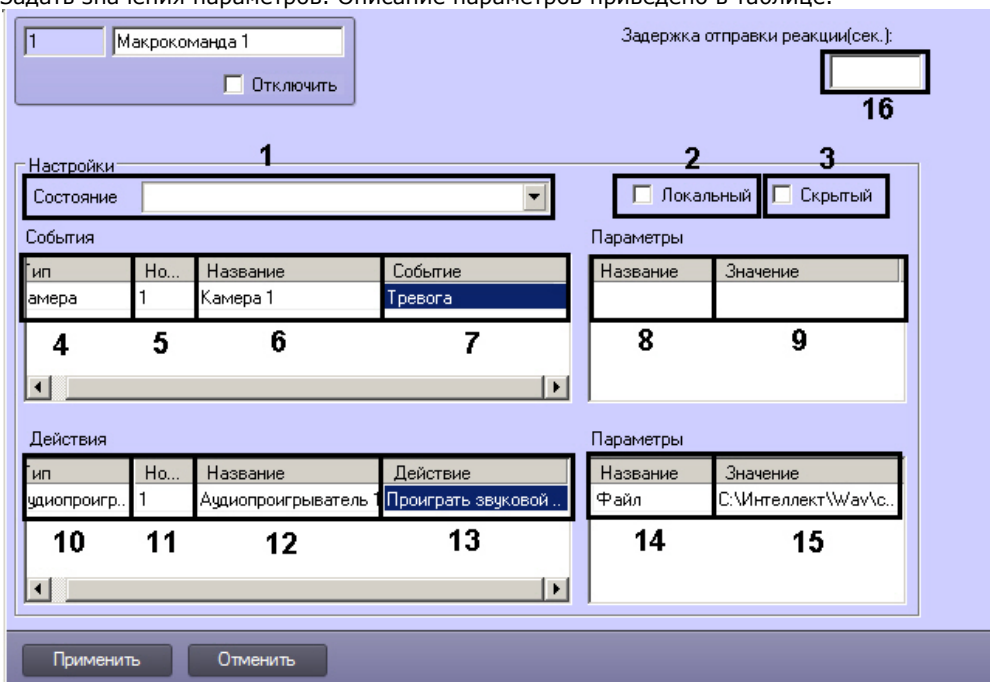 Задать значения параметров. Описание параметров приведено в таблице.
1 Макрокоманда 1 Задержка отправки реакции(сек.):
Отключить
16
Настройки 1 2 3
Состояние Локальный Скрытый
События Параметры
Тип Но... Название Событие Название Значение
амера 1 Камера 1 Тревога
4 5 6 7 8 9
Действия Параметры
Тип Но... Название Действие Название Значение
удиопроигр.. 1 Аудиопроигрыватель 1 Проиграть звуковой .. Файл C:\Интеллект\Wav\c..
10 11 12 13 14 15
Применить Отменить